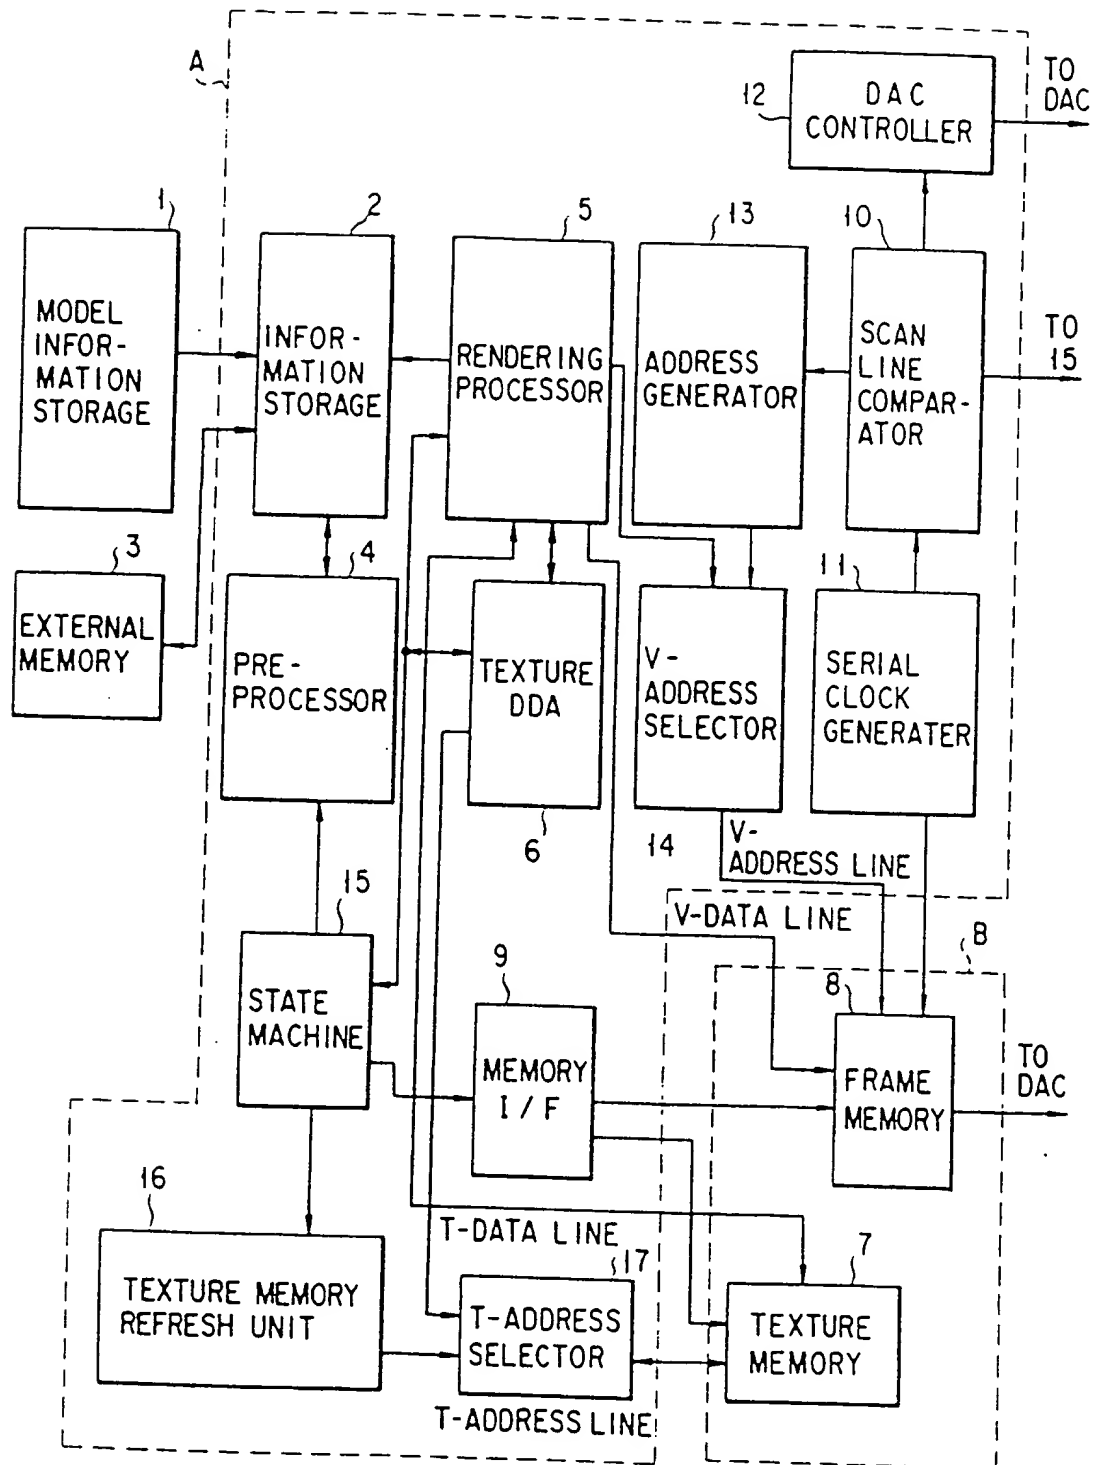 A
12
DAC
CONTROLLER
TO
DAC
1
2
5
13
10
MODEL
INFOR-
MATION
STORAGE
INFOR-
MATION
STORAGE
RENDERING
PROCESSOR
ADDRESS
GENERATOR
SCAN
LINE
COMPAR-
ATOR
TO
15
3
4
11
EXTERNAL
MEMORY
PRE-
PROCESSOR
TEXTURE
DDA
V-
ADDRESS
SELECTOR
SERIAL
CLOCK
GENERATER
6
14
V-
ADDRESS LINE
15
V-DATA LINE
B
9
8
STATE
MACHINE
MEMORY
I/F
FRAME
MEMORY
TO
DAC
16
T-DATA LINE
17
7
TEXTURE MEMORY
REFRESH UNIT
T-ADDRESS
SELECTOR
TEXTURE
MEMORY
T-ADDRESS LINE